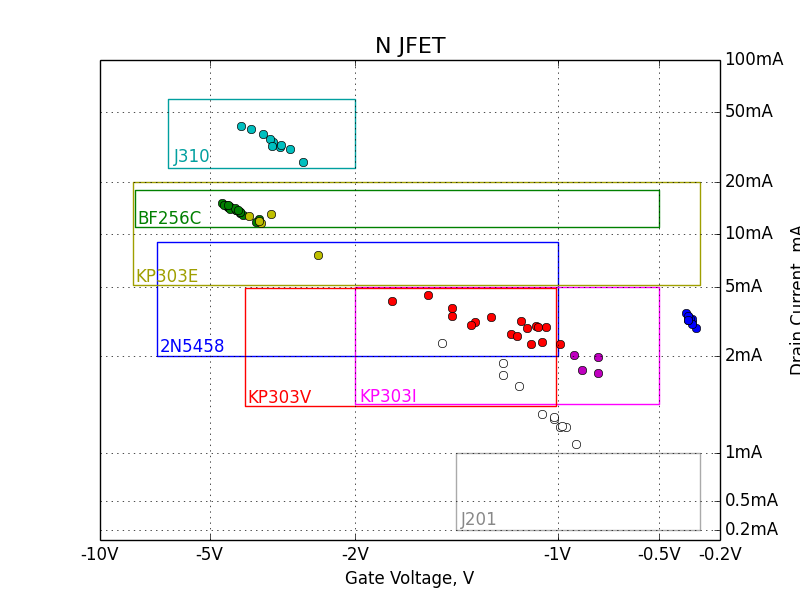 N JFET
100mA
50mA
J310
20mA
BF256C
10mA
KP303E
5mA
Drain Current, mA
2N5458
2mA
KP303V
KP303I
1mA
0.5mA
J201
0.2mA
-10V
-5V
-2V
-1V
-0.5V
-0.2V
Gate Voltage, V